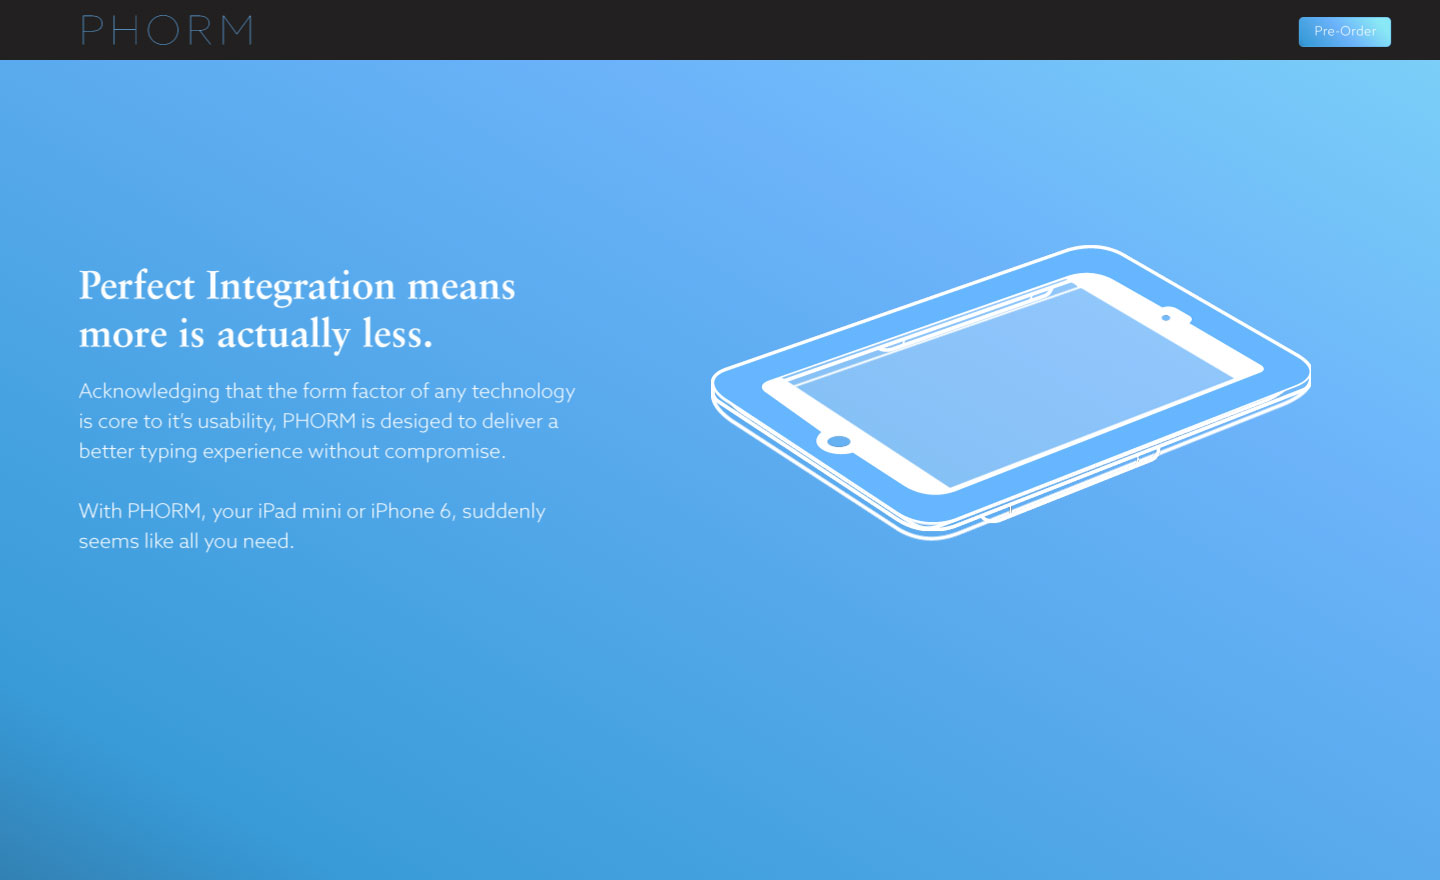 PHORM
Pre-Order
Perfect Integration means
more is actually less.
Acknowledging that the form factor of any technology
is core to it’s usability, PHORM is desiged to deliver a
better typing experience without compromise.
With PHORM, your iPad mini or iPhone 6, suddenly
seems like all you need.